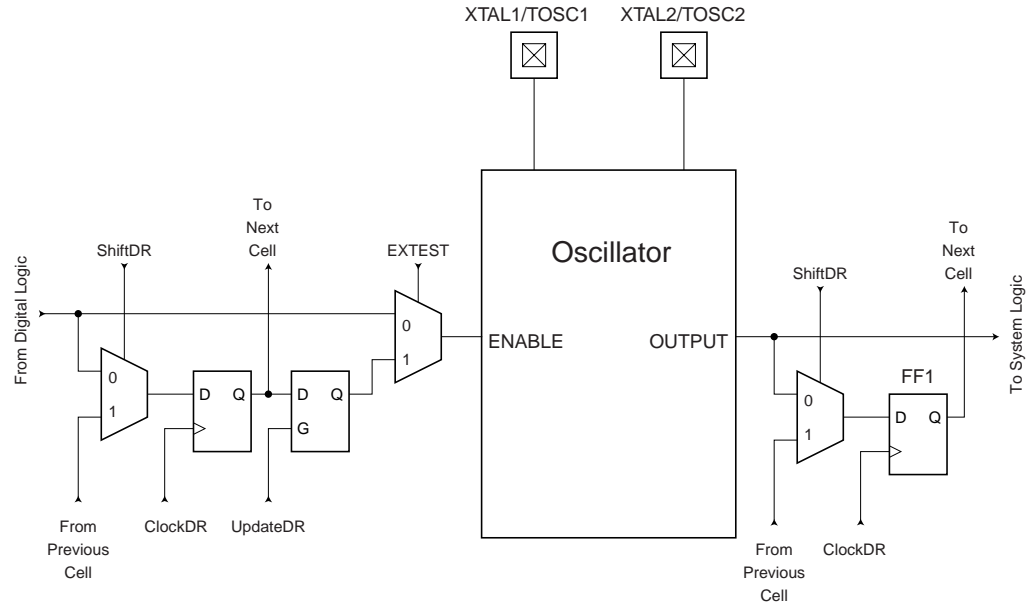 XTAL1/TOSC1
XTAL2/TOSC2
To
Next
Cell
ShiftDR
EXTEST
From Digital Logic
0
1
D Q
D Q
G
0
1
From
Previous
Cell
ClockDR
UpdateDR
Oscillator
ENABLE
OUTPUT
To
Next
Cell
ShiftDR
To System Logic
FF1
0
1
D Q
From
Previous
Cell
ClockDR